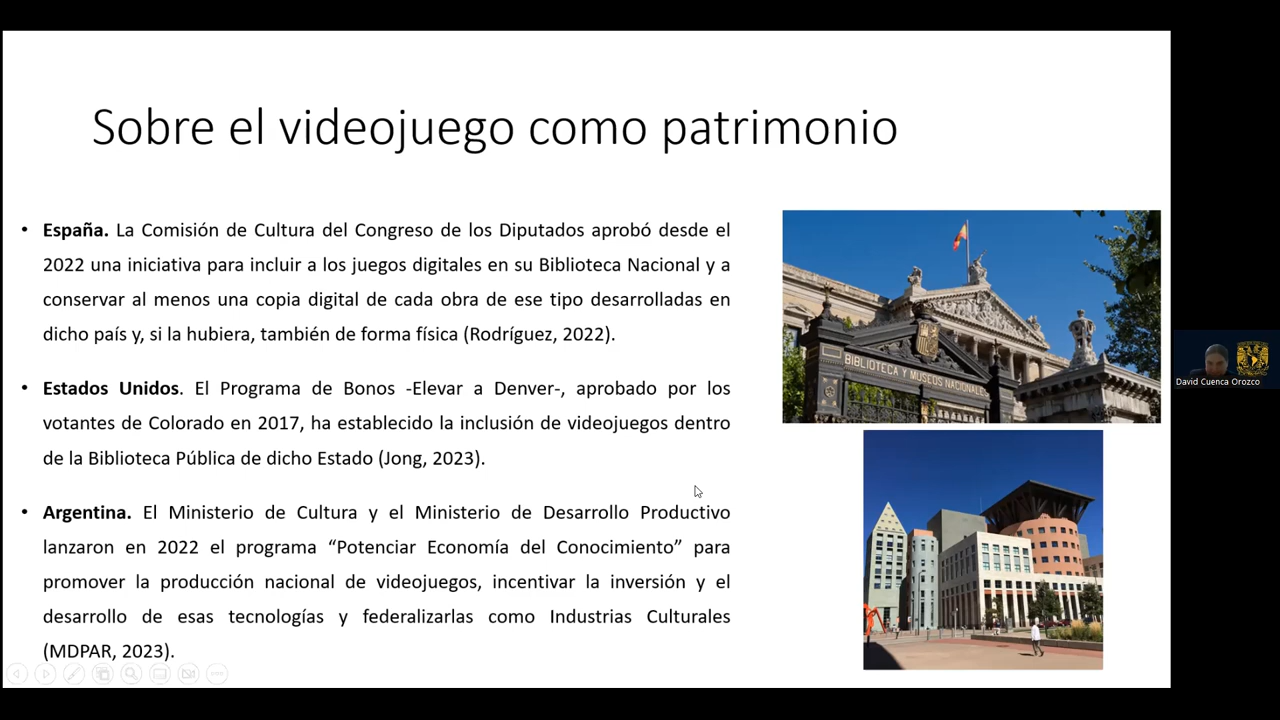 Sobre el videojuego como patrimonio
• España. La Comisión de Cultura del Congreso de los Diputados aprobó desde el
2022 una iniciativa para incluir a los juegos digitales en su Biblioteca Nacional y a
conservar al menos una copia digital de cada obra de ese tipo desarrolladas en
dicho país y, si la hubiera, también de forma física (Rodríguez, 2022).
• Estados Unidos. El Programa de Bonos -Elevar a Denver-, aprobado por los
votantes de Colorado en 2017, ha establecido la inclusión de videojuegos dentro
de la Biblioteca Pública de dicho Estado (Jong, 2023).
• Argentina. El Ministerio de Cultura y el Ministerio de Desarrollo Productivo
lanzaron en 2022 el programa “Potenciar Economía del Conocimiento” para
promover la producción nacional de videojuegos, incentivar la inversión y el
desarrollo de esas tecnologías y federalizarlas como Industrias Culturales
(MDPAR, 2023).
BIBLIOTECA Y MUSEOS NACIONALES
David Cuenca Orozco